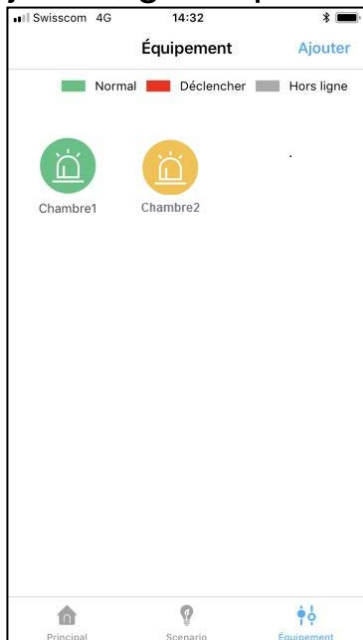 Swisscom 4G 14:32
Équipement Ajouter
Normal Déclencher Hors ligne
Chambre1 Chambre2
Principal Scenario Équipement